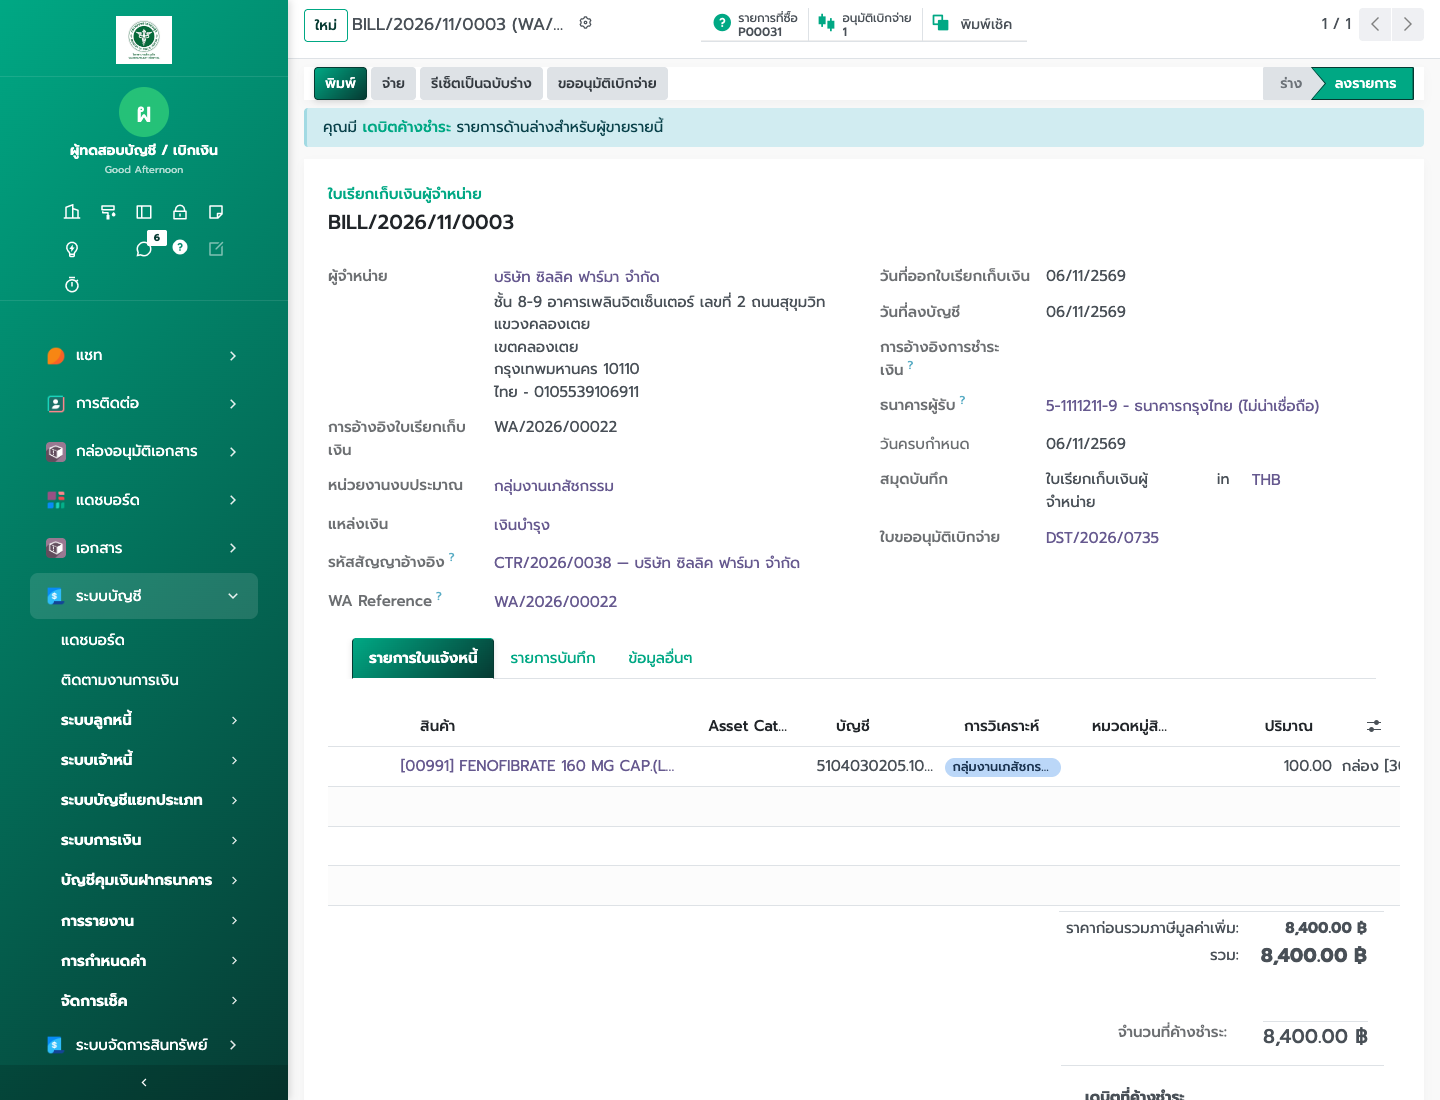 ผ
ผู้ทดสอบบัญชี / เบิกเงิน
Good Afternoon
6
แชท
การติดต่อ
กล่องอนุมัติเอกสาร
แดชบอร์ด
เอกสาร
ระบบบัญชี
แดชบอร์ด
ติดตามงานการเงิน
ระบบลูกหนี้
ระบบเจ้าหนี้
ระบบบัญชีแยกประเภท
ระบบการเงิน
บัญชีคุมเงินฝากธนาคาร
การรายงาน
การกำหนดค่า
จัดการเช็ค
ระบบจัดการสินทรัพย์
ใหม่ BILL/2026/11/0003 (WA/...
รายการที่ซื้อ
P00031
อนุมัติเบิกจ่าย
1
พิมพ์เช็ค
1 / 1
พิมพ์ จ่าย รีเซ็ตเป็นฉบับร่าง ขออนุมัติเบิกจ่าย ร่าง ลงรายการ
คุณมี เดบิตค้างชำระ รายการด้านล่างสำหรับผู้ขายรายนี้
ใบเรียกเก็บเงินผู้จำหน่าย
BILL/2026/11/0003
ผู้จำหน่าย บริษัท ซิลลิค ฟาร์มา จำกัด
ชั้น 8-9 อาคารเพลินจิตเซ็นเตอร์ เลขที่ 2 ถนนสุขุมวิท
แขวงคลองเตย
เขตคลองเตย
กรุงเทพมหานคร 10110
ไทย - 0105539106911
การอ้างอิงใบเรียกเก็บ
เงิน
WA/2026/00022
หน่วยงานงบประมาณ กลุ่มงานเภสัชกรรม
แหล่งเงิน เงินบำรุง
รหัสสัญญาอ้างอิง ? CTR/2026/0038 — บริษัท ซิลลิค ฟาร์มา จำกัด
WA Reference ? WA/2026/00022
วันที่ออกใบเรียกเก็บเงิน 06/11/2569
วันที่ลงบัญชี 06/11/2569
การอ้างอิงการชำระ
เงิน ?
ธนาคารผู้รับ ? 5-1111211-9 - ธนาคารกรุงไทย (ไม่น่าเชื่อถือ)
วันครบกำหนด 06/11/2569
สมุดบันทึก ใบเรียกเก็บเงินผู้
จำหน่าย
in THB
ใบขออนุมัติเบิกจ่าย DST/2026/0735
รายการใบแจ้งหนี้ รายการบันทึก ข้อมูลอื่นๆ
สินค้า Asset Cat... บัญชี การวิเคราะห์ หมวดหมู่สิ... ปริมาณ
[00991] FENOFIBRATE 160 MG CAP.(L... 5104030205.10... กลุ่มงานเภสัชกร... 100.00 กล่อง [30
ราคาก่อนรวมภาษีมูลค่าเพิ่ม: 8,400.00 ฿
รวม: 8,400.00 ฿
จำนวนที่ค้างชำระ: 8,400.00 ฿
เดบิตที่ค้างชำระ